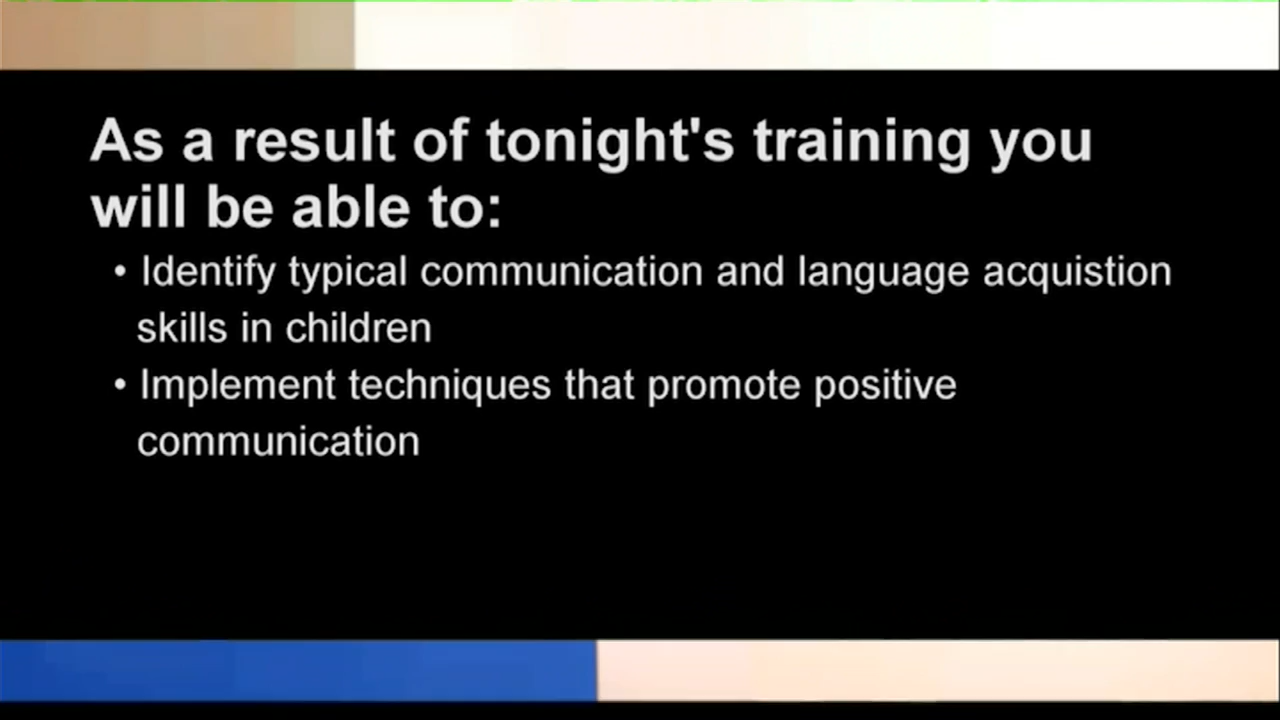 As a result of tonight's training you
will be able to:
• Identify typical communication and language acquistion
skills in children
• Implement techniques that promote positive
communication